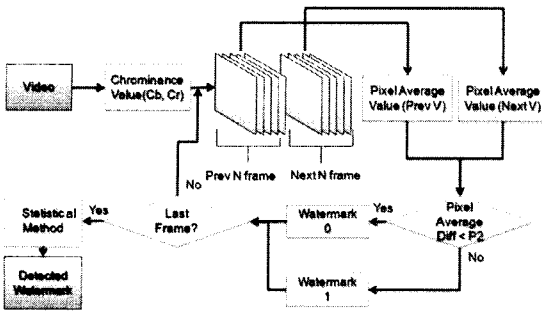 Video
Chrominance
Value(Cb, Cr)
Pixel Average
Value (Prev V)
Pixel Average
Value (Next V)
Prev N frame
Next N frame
No
Statistical
Method
Yes
Last
Frame?
Watermark
0
Yes
Pixel
Average
Diff < P2
No
Detected
Watermark
Watermark
1